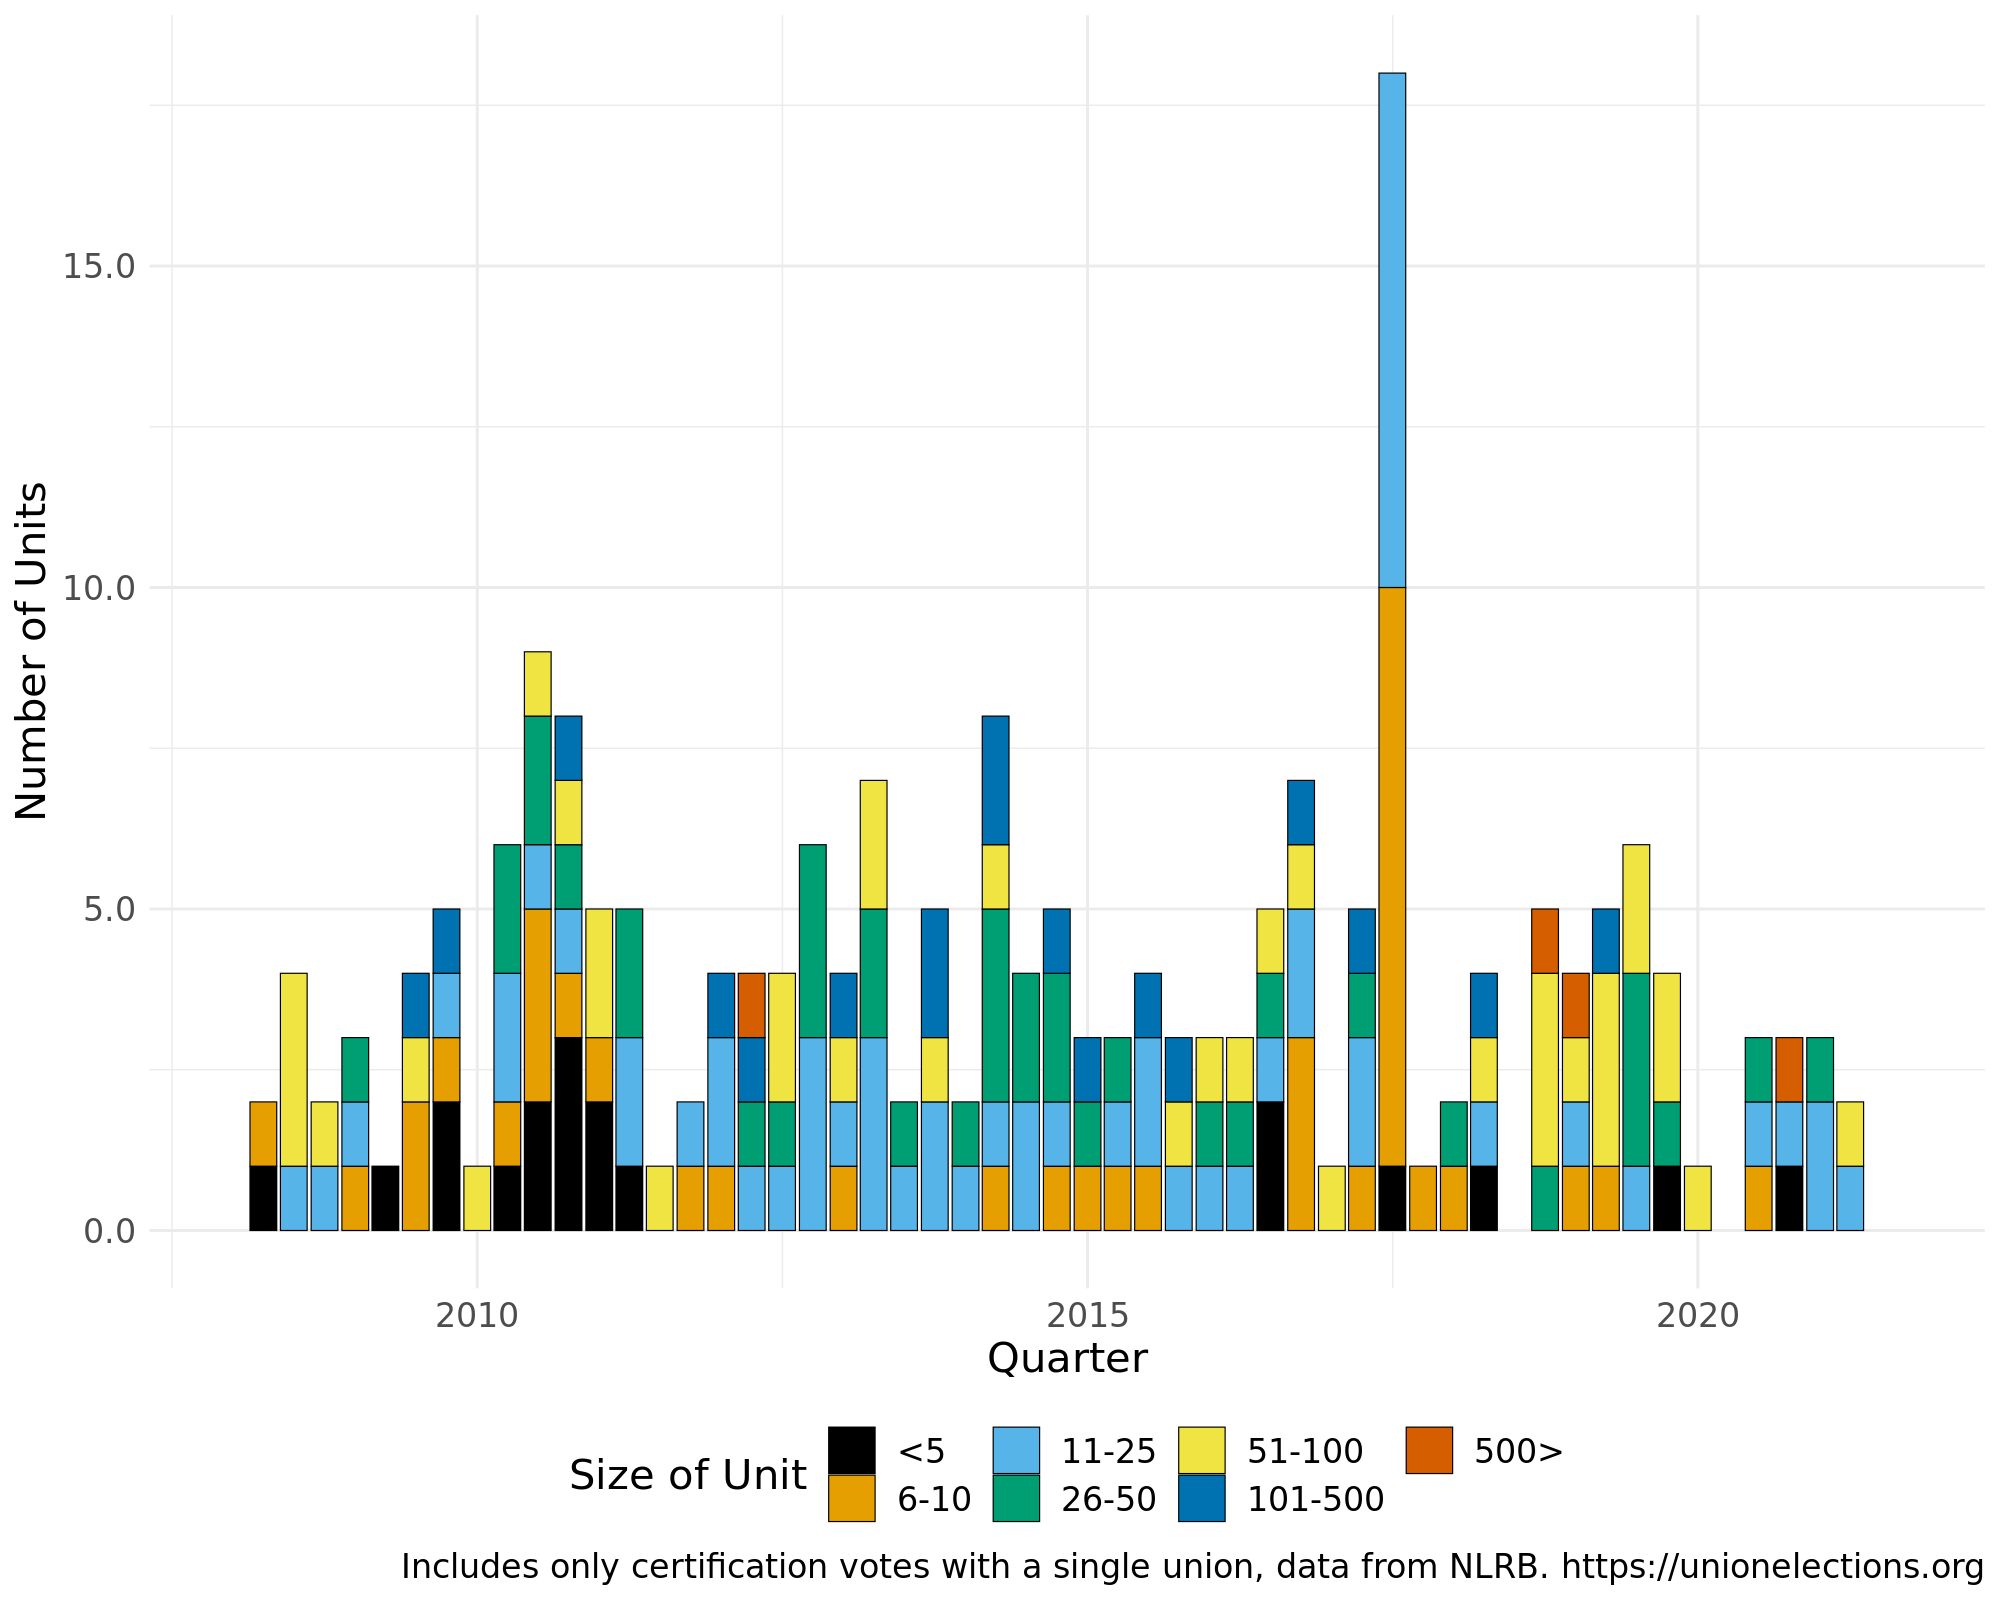 Number of Units
15.0
10.0
5.0
0.0
2010 2015 2020
Quarter
Size of Unit
<5 11-25 51-100 500>
6-10 26-50 101-500
Includes only certification votes with a single union, data from NLRB. https://unionelections.org